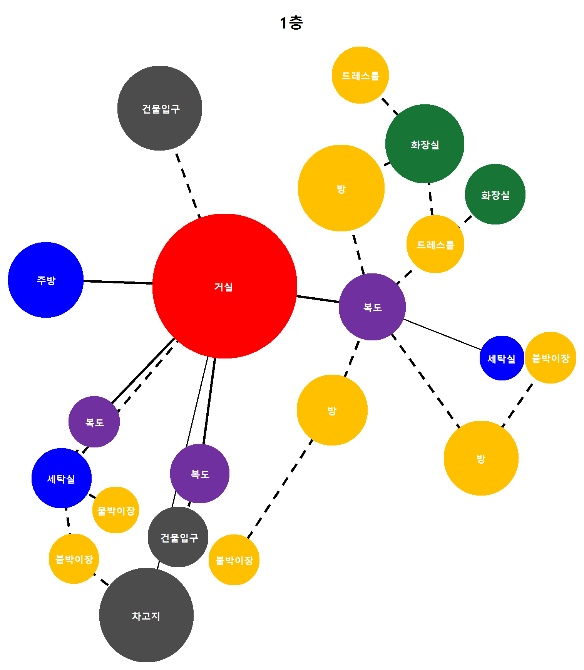 1층
드레스룸
건물입구
화장실
방
화장실
드레스룸
주방
거실
복도
세탁실
붙박이장
방
복도
방
복도
세탁실
붙박이장
건물입구
붙박이장
붙박이장
차고지